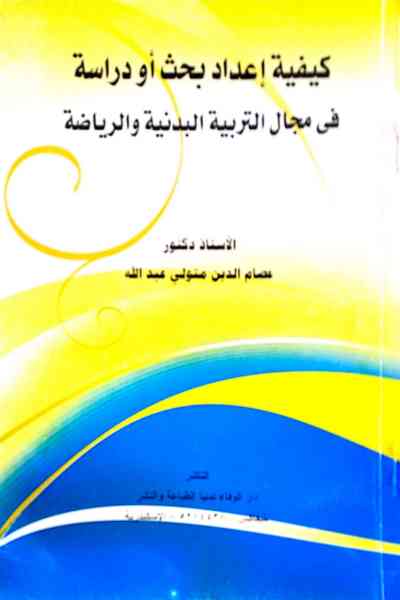 كيفية إعداد بحث أو دراسة
فى مجال التربية البدنية والرياضة
الأستاذ دكتور
عصام الدين متولي عبد الله
الناشر
دار الوفاء لدنيا الطباعة والنشر
الإسكندرية